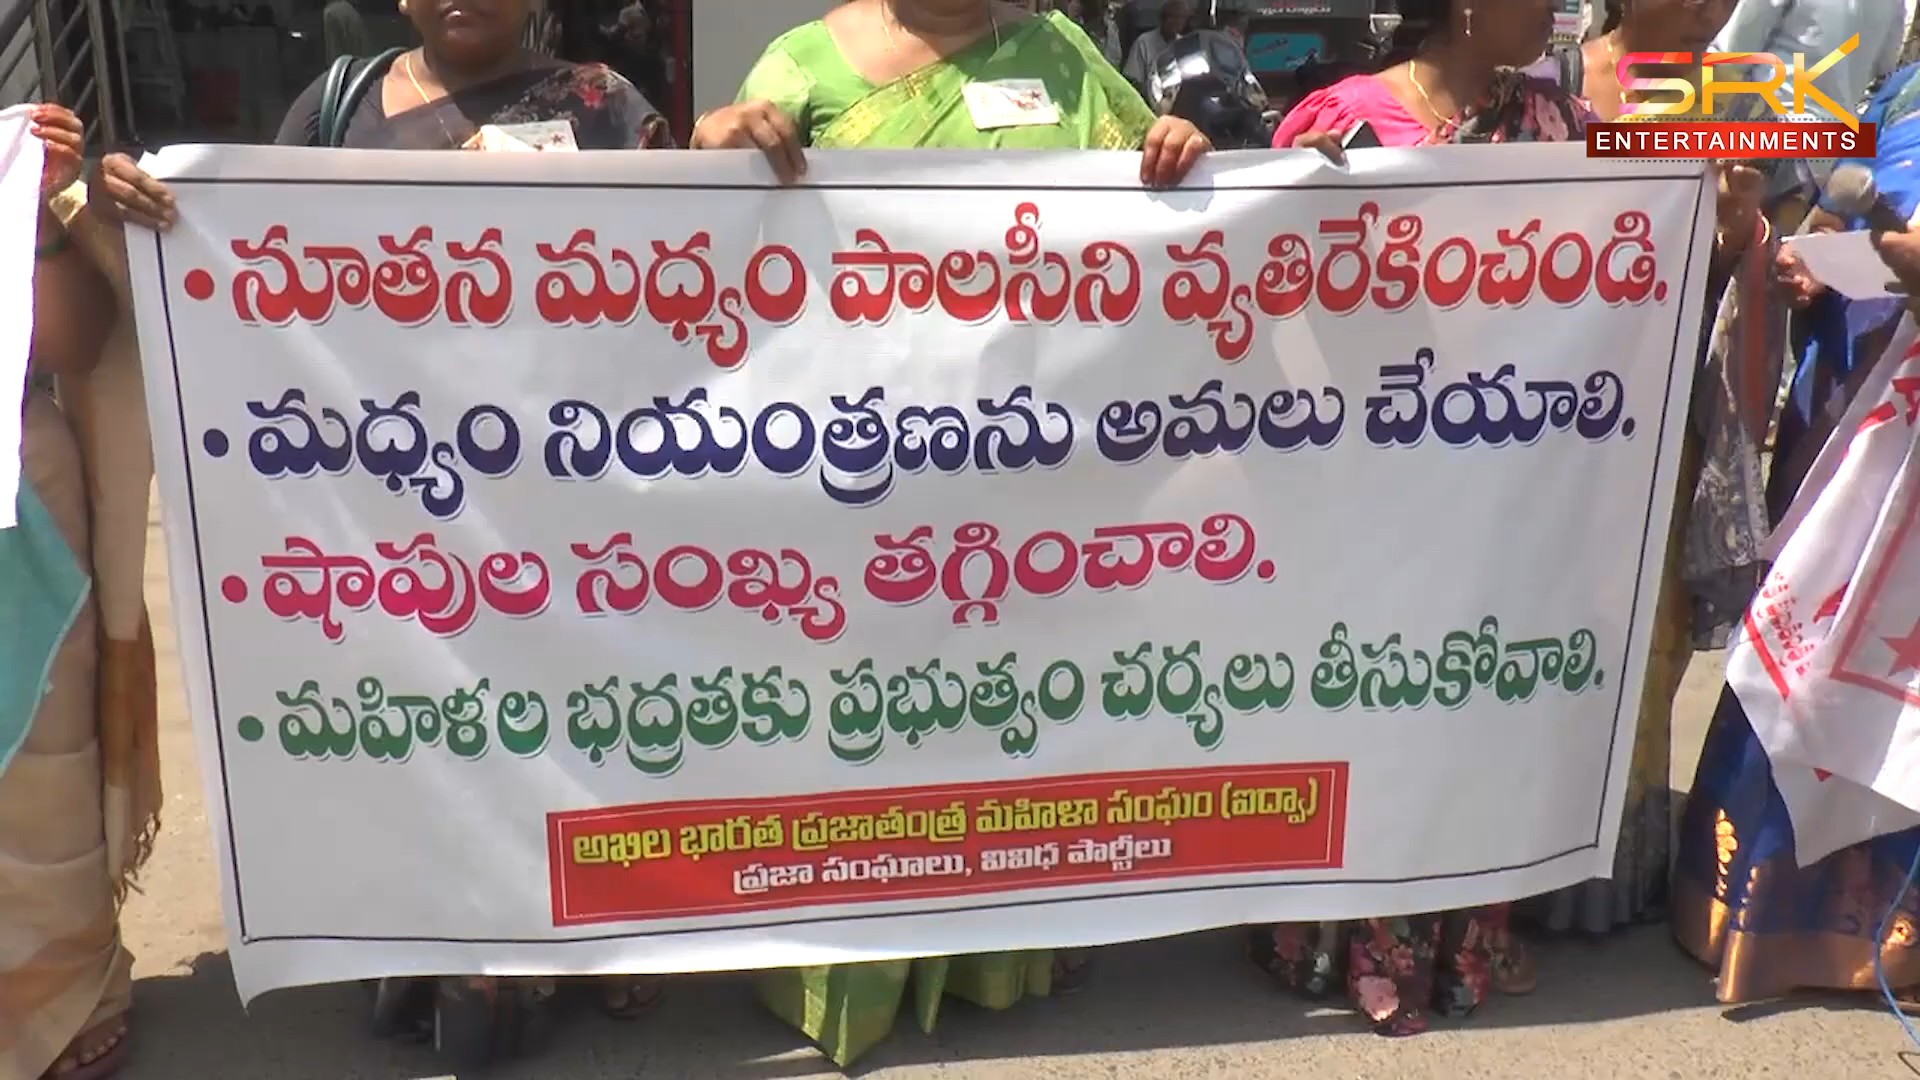 SRK
ENTERTAINMENTS
• నూతన మద్యం పాలసీని వ్యతిరేకించండి.
• మద్యం నియంత్రణను అమలు చేయాలి.
• షాపుల సంఖ్య తగ్గించాలి.
• మహిళల భద్రతకు ప్రభుత్వం చర్యలు తీసుకోవాలి.
అఖిల భారత ప్రజాతంత్ర మహిళా సంఘం (ఐద్వా)
ప్రజా సంఘాలు, వివిధ పార్టీలు